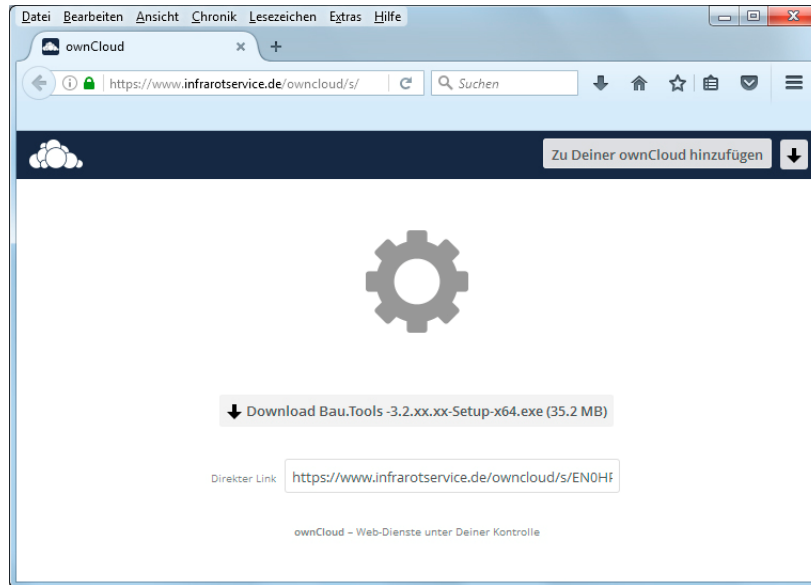 Datei Bearbeiten Ansicht Chronik Lesezeichen Extras Hilfe
ownCloud
https://www.infrarotservice.de/owncloud/s/
Suchen
Zu Deiner ownCloud hinzufügen
Download Bau.Tools -3.2.xx.xx-Setup-x64.exe (35.2 MB)
Direkter Link https://www.infrarotservice.de/owncloud/s/EN0HF
ownCloud – Web-Dienste unter Deiner Kontrolle